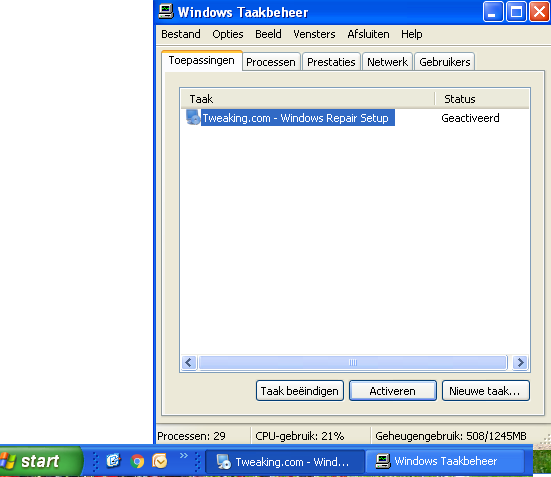 Windows Taakbeheer
Bestand Opties Beeld Vensters Afsluiten Help
Toepassingen Processen Prestaties Netwerk Gebruikers
Taak Status
Tweaking.com - Windows Repair Setup Geactiveerd
Taak beëindigen Activeren Nieuwe taak...
Processen: 29 CPU-gebruik: 21% Geheugengebruik: 508/1245MB
start Tweaking.com - Wind... Windows Taakbeheer